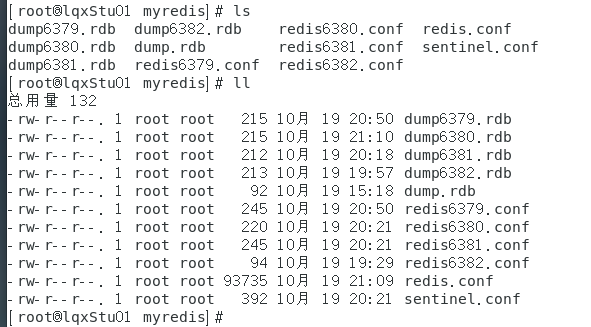 [root@lqxStu01 myredis]# ls
dump6379.rdb  dump6382.rdb    redis6380.conf  redis.conf
dump6380.rdb  dump.rdb        redis6381.conf  sentinel.conf
dump6381.rdb  redis6379.conf  redis6382.conf
[root@lqxStu01 myredis]# ll
总用量 132
-rw-r--r--. 1 root root   215 10月 19 20:50 dump6379.rdb
-rw-r--r--. 1 root root   215 10月 19 21:10 dump6380.rdb
-rw-r--r--. 1 root root   212 10月 19 20:18 dump6381.rdb
-rw-r--r--. 1 root root   213 10月 19 19:57 dump6382.rdb
-rw-r--r--. 1 root root    92 10月 19 15:18 dump.rdb
-rw-r--r--. 1 root root   245 10月 19 20:50 redis6379.conf
-rw-r--r--. 1 root root   220 10月 19 20:21 redis6380.conf
-rw-r--r--. 1 root root   245 10月 19 20:21 redis6381.conf
-rw-r--r--. 1 root root    94 10月 19 19:29 redis6382.conf
-rw-r--r--. 1 root root 93735 10月 19 21:09 redis.conf
-rw-r--r--. 1 root root   392 10月 19 20:21 sentinel.conf
[root@lqxStu01 myredis]#